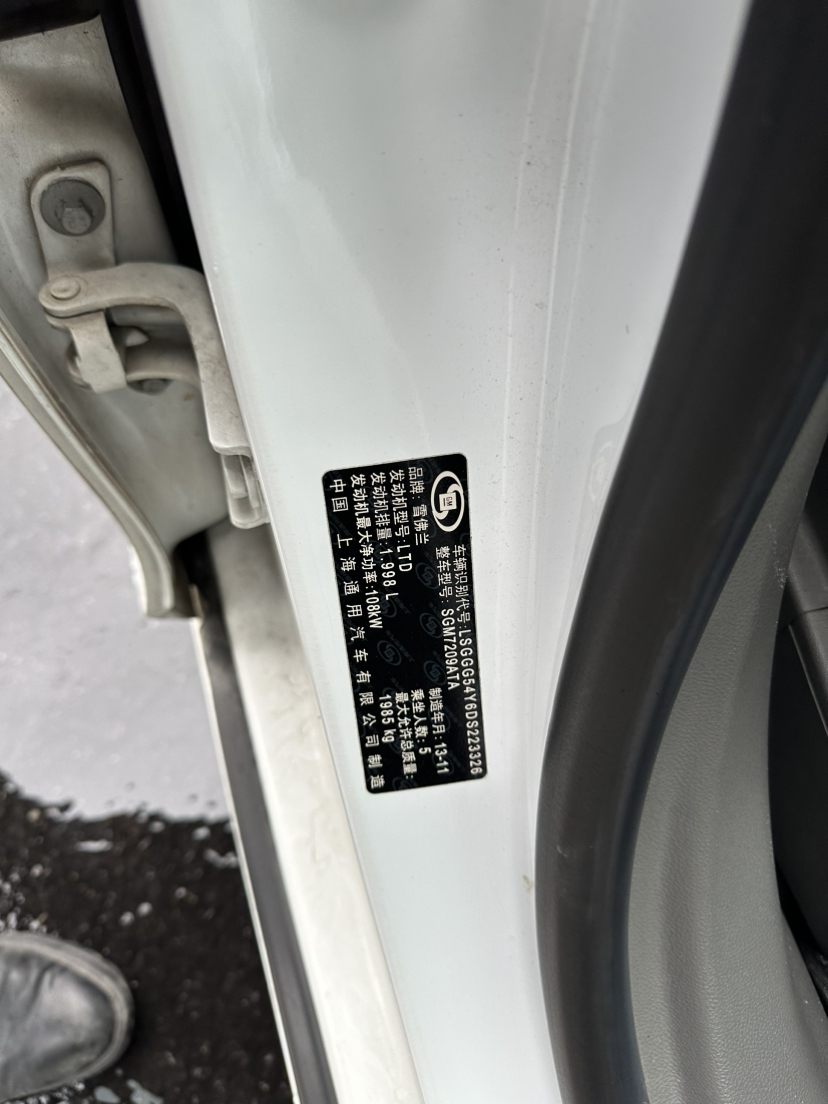 GM
车辆识别代号:LSGGG54Y6DS223326
整车型号: SGM7209ATA
品牌: 雪佛兰 制造年月: 13-11
发动机型号: LTD 乘坐人数: 5
发动机排量: 1.998 L 最大允许总质量:
发动机最大净功率: 108kW 1985 kg
中国 上海通用汽车有限公司制造